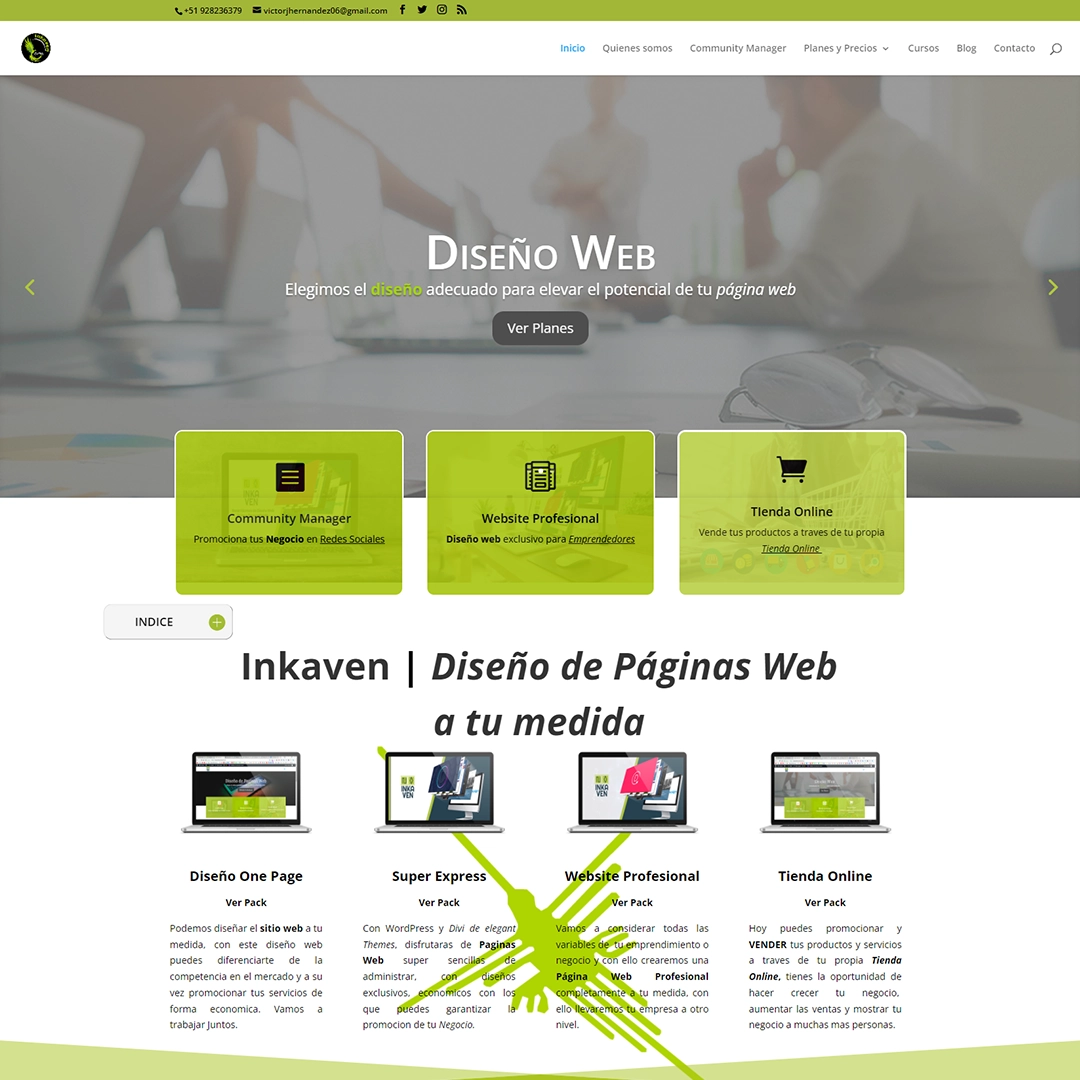 +51 928236379 victorjhernandez06@gmail.com
Inicio Quienes somos Community Manager Planes y Precios Cursos Blog Contacto
Diseño Web
Elegimos el diseño adecuado para elevar el potencial de tu página web
Ver Planes
Community Manager
Promociona tus Negocio en Redes Sociales
Website Profesional
Diseño web exclusivo para Emprendedores
TIenda Online
Vende tus productos a traves de tu propia
Tienda Online
INDICE
Inkaven | Diseño de Páginas Web
a tu medida
INKA
VEN
INKA
VEN
Diseño One Page
Ver Pack
Podemos diseñar el sitio web a tu
medida, con este diseño web
puedes diferenciarte de la
competencia en el mercado y a su
vez promocionar tus servicios de
forma economica. Vamos a
trabajar Juntos.
Super Express
Ver Pack
Con WordPress y Divi de elegant
Themes, disfrutaras de Paginas
Web super sencillas de
administrar, con diseños
exclusivos, economicos con los
que puedes garantizar la
promocion de tu Negocio.
Website Profesional
Ver Pack
Vamos a considerar todas las
variables de tu emprendimiento o
negocio y con ello crearemos una
Página Web Profesional
completamente a tu medida, con
ello llevaremos tu empresa a otro
nivel.
Tienda Online
Ver Pack
Hoy puedes promocionar y
VENDER tus productos y servicios
a traves de tu propia Tienda
Online, tienes la oportunidad de
hacer crecer tu negocio,
aumentar las ventas y mostrar tu
negocio a muchas mas personas.